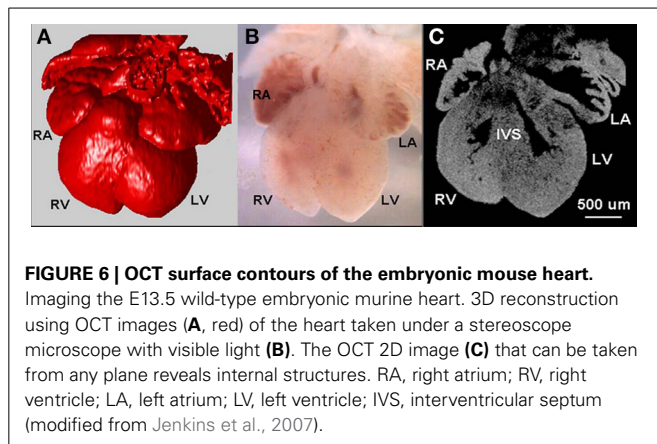 A
B
C
RA
RV
LV
RA
LA
RV
LV
RA
LA
IVS
LV
RV
500 um
FIGURE 6 | OCT surface contours of the embryonic mouse heart.
Imaging the E13.5 wild-type embryonic murine heart. 3D reconstruction
using OCT images (A, red) of the heart taken under a stereoscope
microscope with visible light (B). The OCT 2D image (C) that can be taken
from any plane reveals internal structures. RA, right atrium; RV, right
ventricle; LA, left atrium; LV, left ventricle; IVS, interventricular septum
(modified from Jenkins et al., 2007).